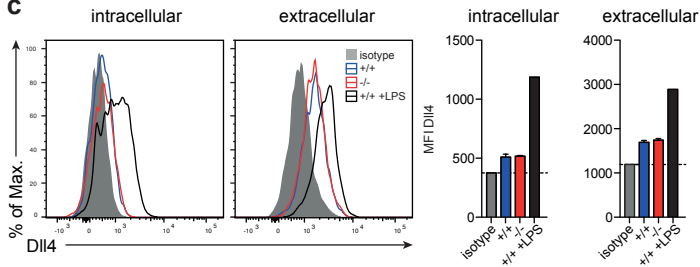 c
intracellular
extracellular
intracellular
extracellular
isotype
+/+
-/-
+/+ +LPS
% of Max.
100
80
60
40
20
0
-10³ 0 10³ 10⁴ 10⁵
-10³ 0 10³ 10⁴ 10⁵
Dll4
MFI Dll4
1500
1000
500
0
isotype
+/+
-/-
+/+ +LPS
4000
3000
2000
1000
0
isotype
+/+
-/-
+/+ +LPS